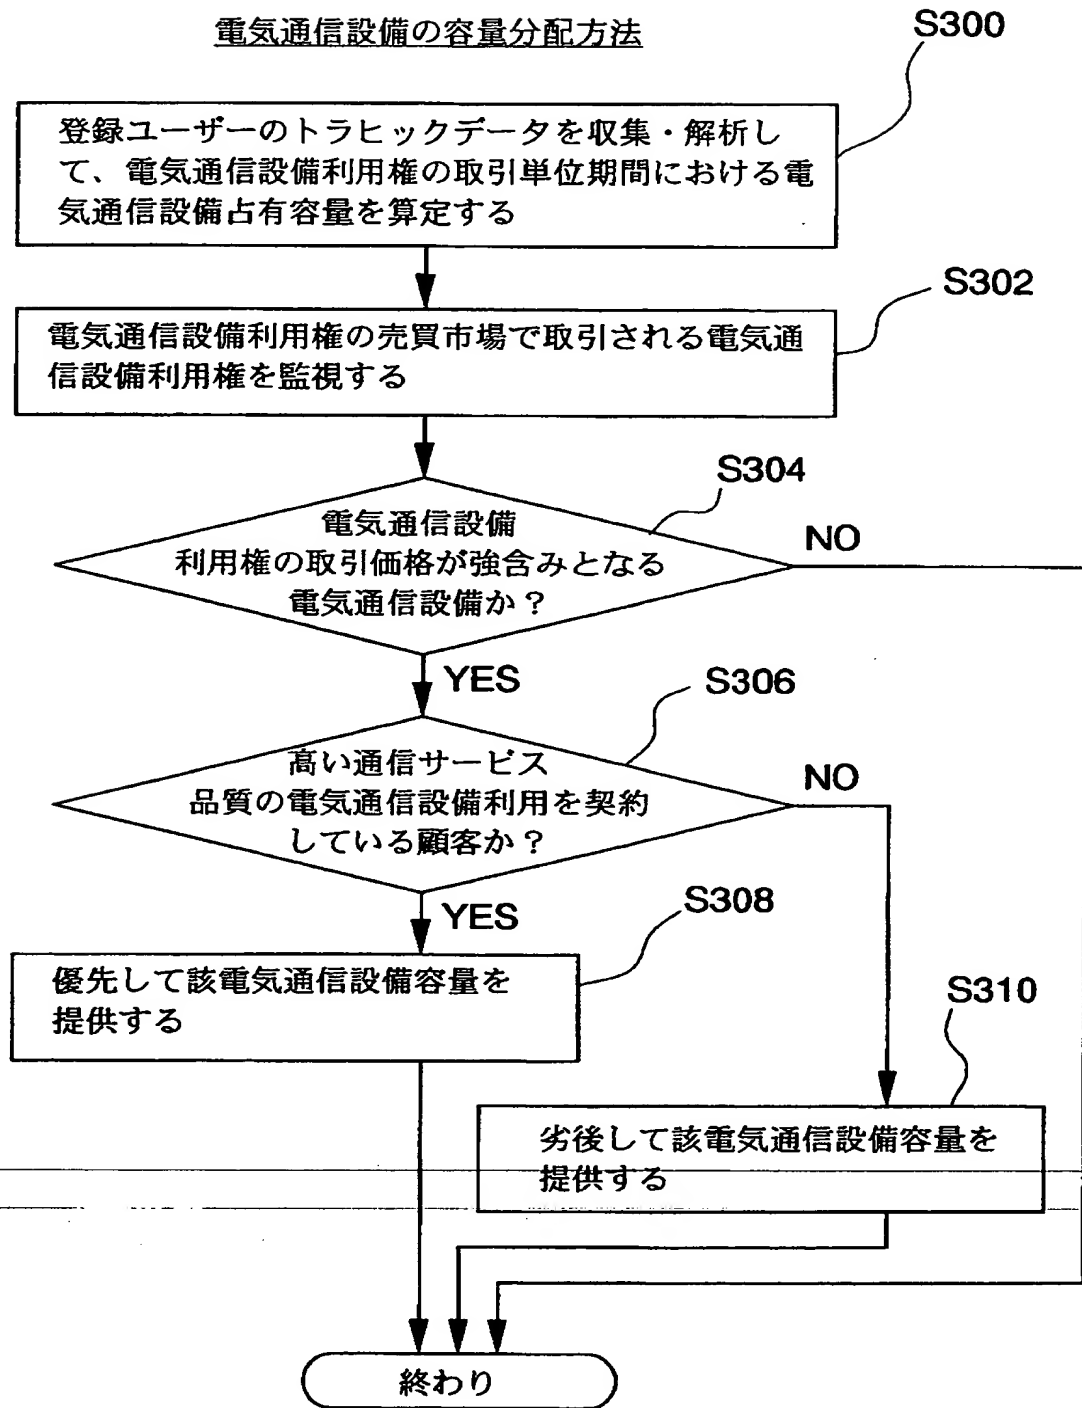 電気通信設備の容量分配方法
S300
登録ユーザーのトラヒックデータを収集・解析し
て、電気通信設備利用権の取引単位期間における電
気通信設備占有容量を算定する
S302
電気通信設備利用権の売買市場で取引される電気通
信設備利用権を監視する
S304
電気通信設備
利用権の取引価格が強含みとなる
電気通信設備か？
NO
YES
S306
高い通信サービス
品質の電気通信設備利用を契約
している顧客か？
NO
YES
S308
優先して該電気通信設備容量を
提供する
S310
劣後して該電気通信設備容量を
提供する
終わり